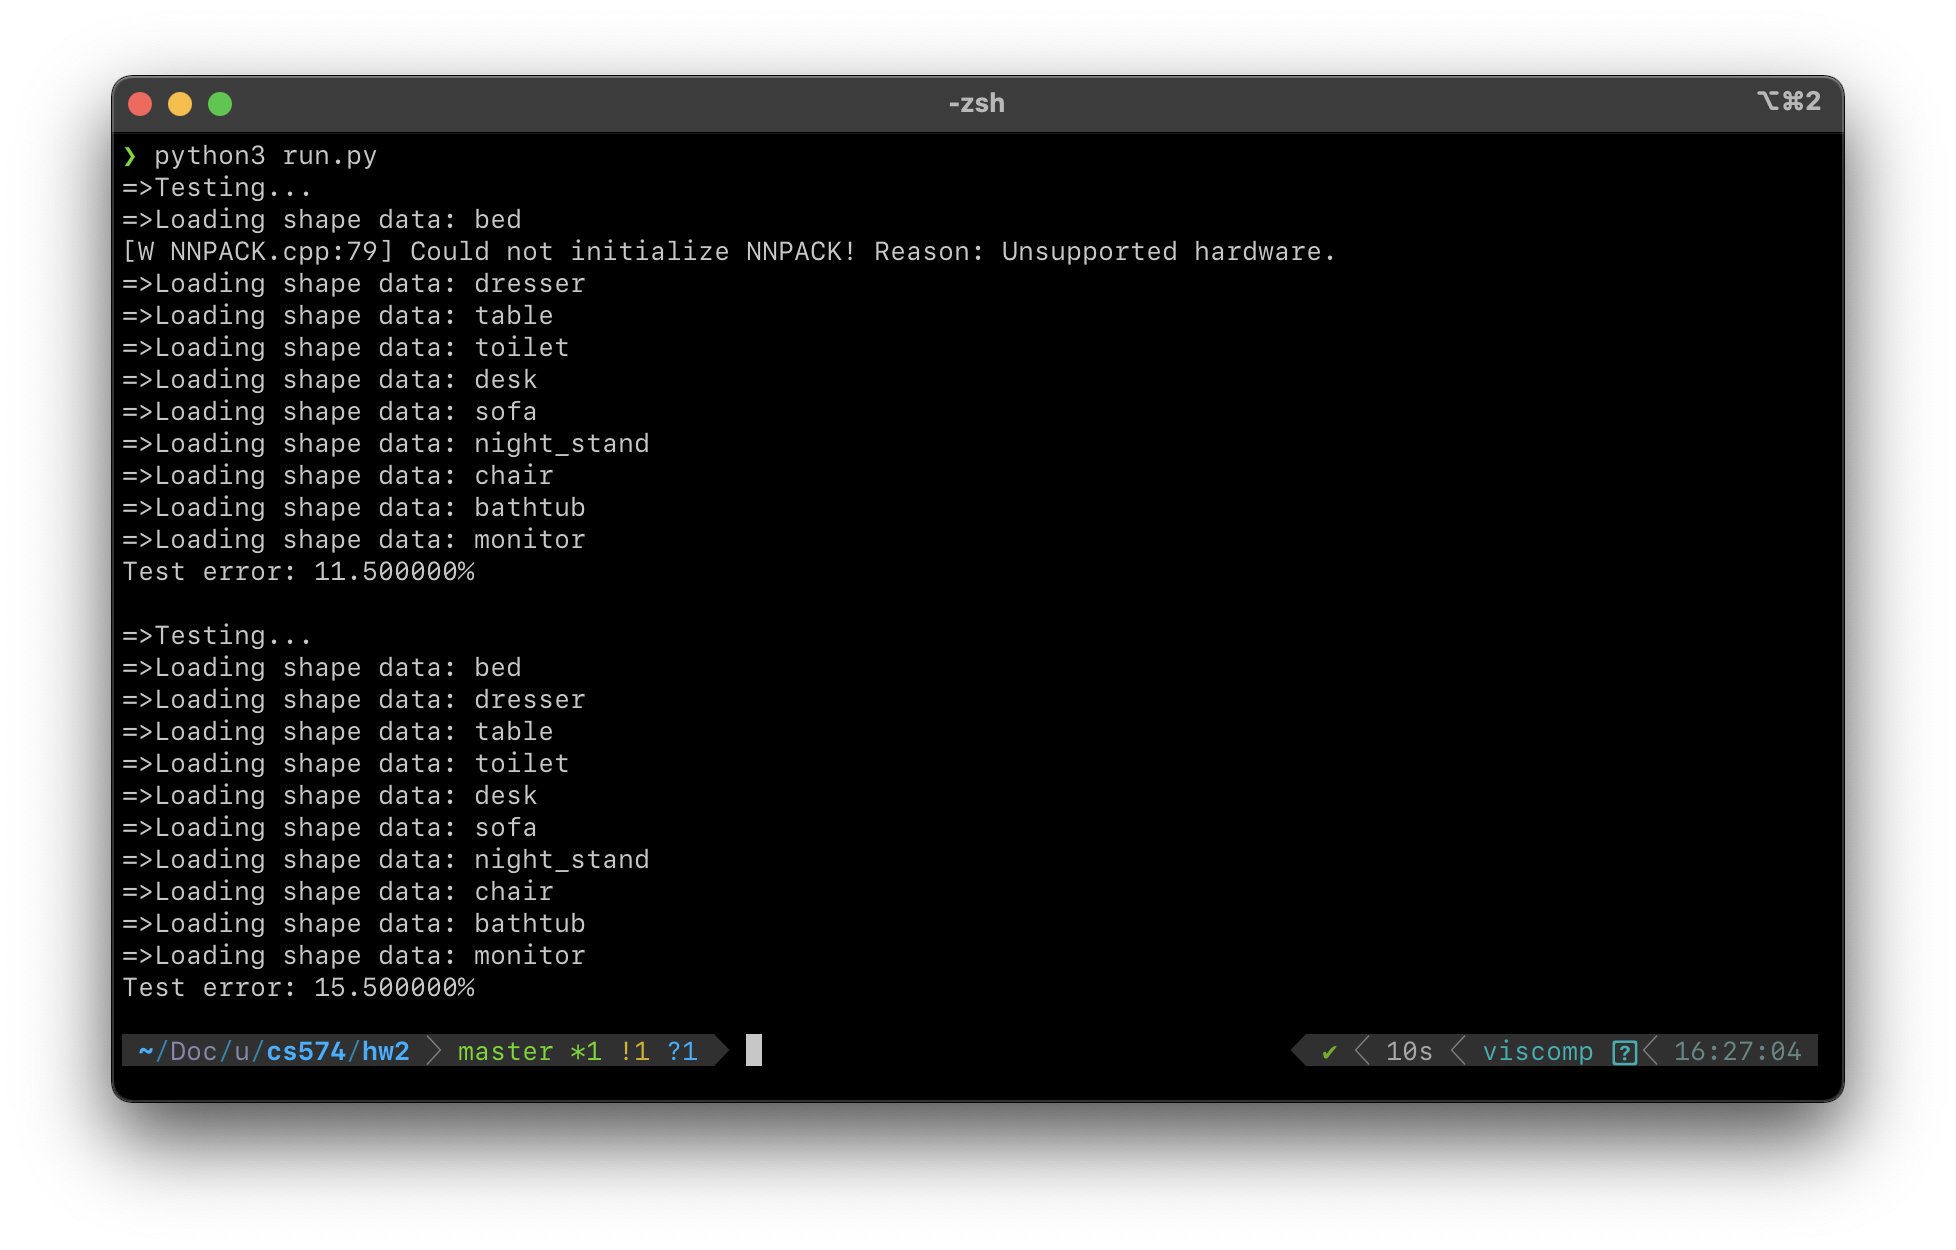 -zsh
⌥⌘2
❯ python3 run.py
=>Testing...
=>Loading shape data: bed
[W NNPACK.cpp:79] Could not initialize NNPACK! Reason: Unsupported hardware.
=>Loading shape data: dresser
=>Loading shape data: table
=>Loading shape data: toilet
=>Loading shape data: desk
=>Loading shape data: sofa
=>Loading shape data: night_stand
=>Loading shape data: chair
=>Loading shape data: bathtub
=>Loading shape data: monitor
Test error: 11.500000%
=>Testing...
=>Loading shape data: bed
=>Loading shape data: dresser
=>Loading shape data: table
=>Loading shape data: toilet
=>Loading shape data: desk
=>Loading shape data: sofa
=>Loading shape data: night_stand
=>Loading shape data: chair
=>Loading shape data: bathtub
=>Loading shape data: monitor
Test error: 15.500000%
~/Doc/u/cs574/hw2 master *1 !1 ?1 ✔ 10s viscomp ? 16:27:04